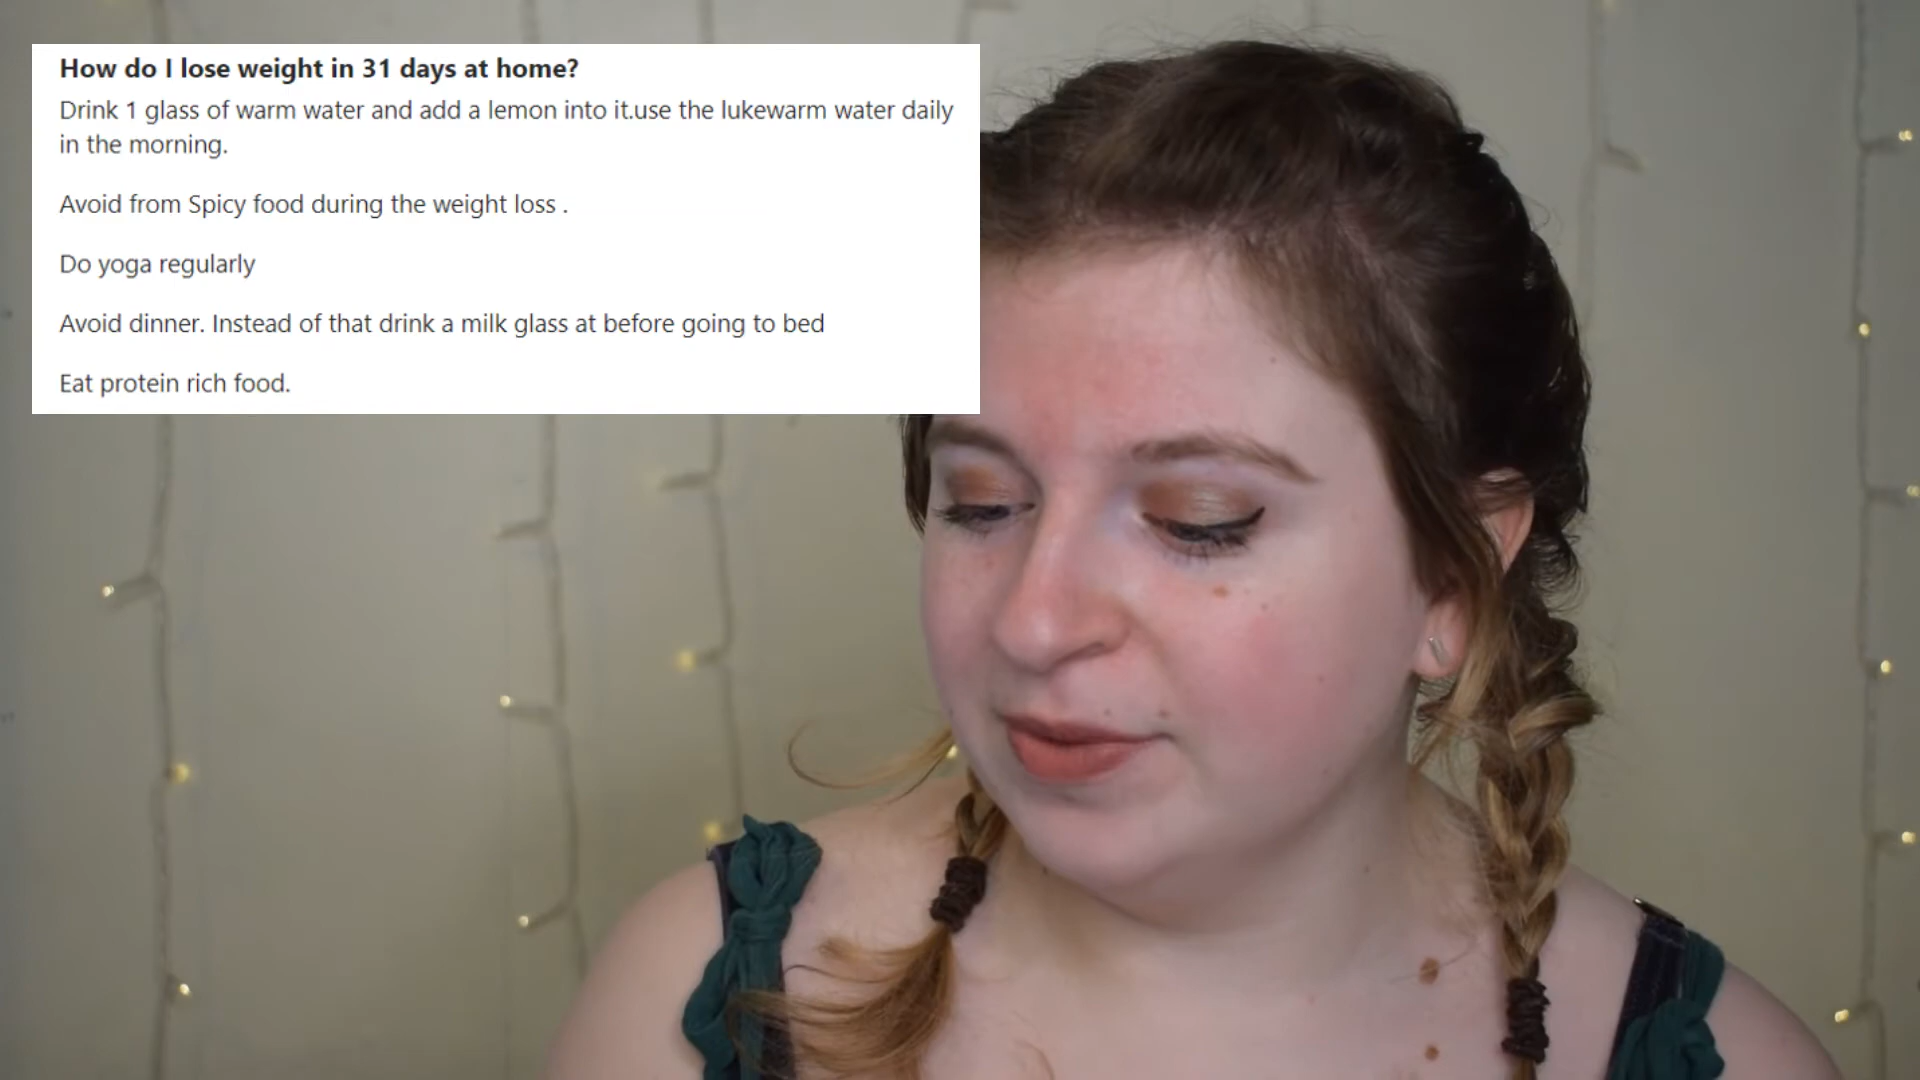 How do I lose weight in 31 days at home?
Drink 1 glass of warm water and add a lemon into it.use the lukewarm water daily
in the morning.
Avoid from Spicy food during the weight loss .
Do yoga regularly
Avoid dinner. Instead of that drink a milk glass at before going to bed
Eat protein rich food.